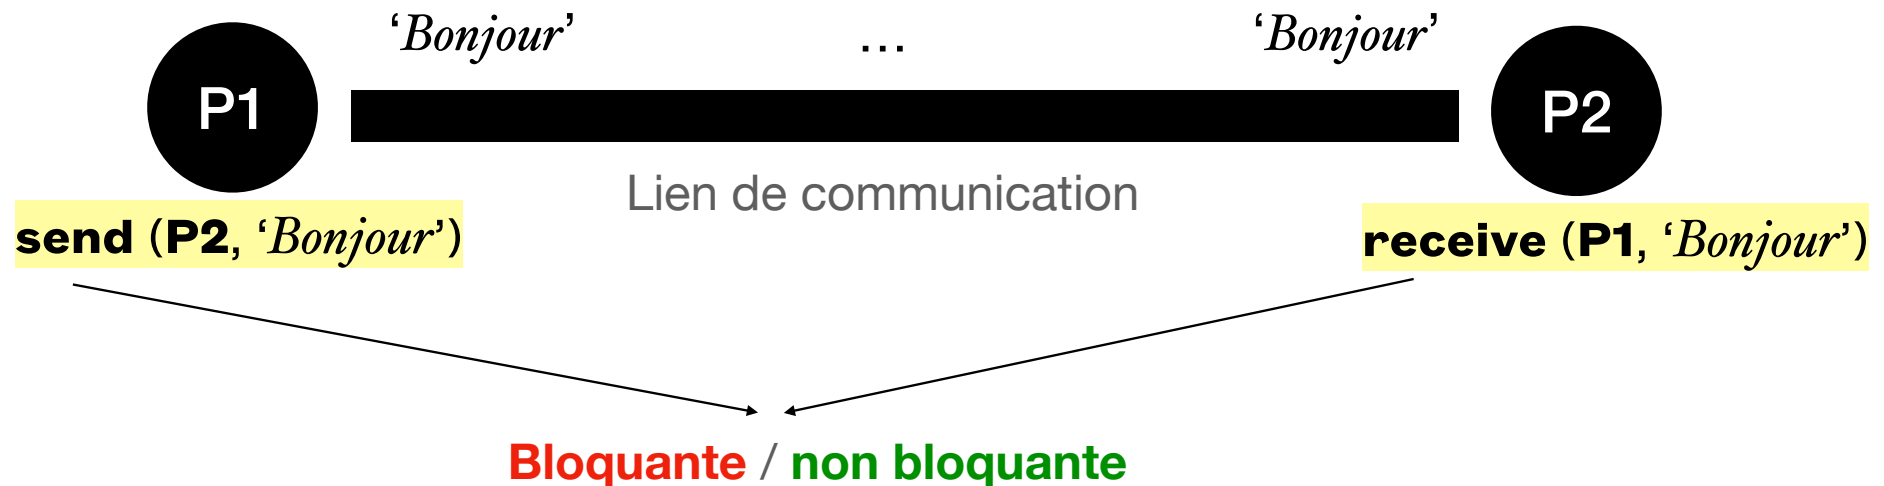 ‘Bonjour’ ... ‘Bonjour’
P1 P2
Lien de communication
send (P2, ‘Bonjour’) receive (P1, ‘Bonjour’)
Bloquante / non bloquante